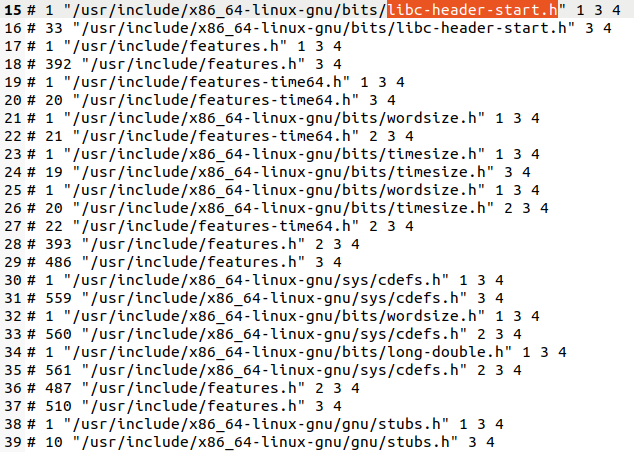 15 # 1 "/usr/include/x86_64-linux-gnu/bits/libc-header-start.h" 1 3 4
16 # 33 "/usr/include/x86_64-linux-gnu/bits/libc-header-start.h" 3 4
17 # 1 "/usr/include/features.h" 1 3 4
18 # 392 "/usr/include/features.h" 3 4
19 # 1 "/usr/include/features-time64.h" 1 3 4
20 # 20 "/usr/include/features-time64.h" 3 4
21 # 1 "/usr/include/x86_64-linux-gnu/bits/wordsize.h" 1 3 4
22 # 21 "/usr/include/features-time64.h" 2 3 4
23 # 1 "/usr/include/x86_64-linux-gnu/bits/timesize.h" 1 3 4
24 # 19 "/usr/include/x86_64-linux-gnu/bits/timesize.h" 3 4
25 # 1 "/usr/include/x86_64-linux-gnu/bits/wordsize.h" 1 3 4
26 # 20 "/usr/include/x86_64-linux-gnu/bits/timesize.h" 2 3 4
27 # 22 "/usr/include/features-time64.h" 2 3 4
28 # 393 "/usr/include/features.h" 2 3 4
29 # 486 "/usr/include/features.h" 3 4
30 # 1 "/usr/include/x86_64-linux-gnu/sys/cdefs.h" 1 3 4
31 # 559 "/usr/include/x86_64-linux-gnu/sys/cdefs.h" 3 4
32 # 1 "/usr/include/x86_64-linux-gnu/bits/wordsize.h" 1 3 4
33 # 560 "/usr/include/x86_64-linux-gnu/sys/cdefs.h" 2 3 4
34 # 1 "/usr/include/x86_64-linux-gnu/bits/long-double.h" 1 3 4
35 # 561 "/usr/include/x86_64-linux-gnu/sys/cdefs.h" 2 3 4
36 # 487 "/usr/include/features.h" 2 3 4
37 # 510 "/usr/include/features.h" 3 4
38 # 1 "/usr/include/x86_64-linux-gnu/gnu/stubs.h" 1 3 4
39 # 10 "/usr/include/x86_64-linux-gnu/gnu/stubs.h" 3 4